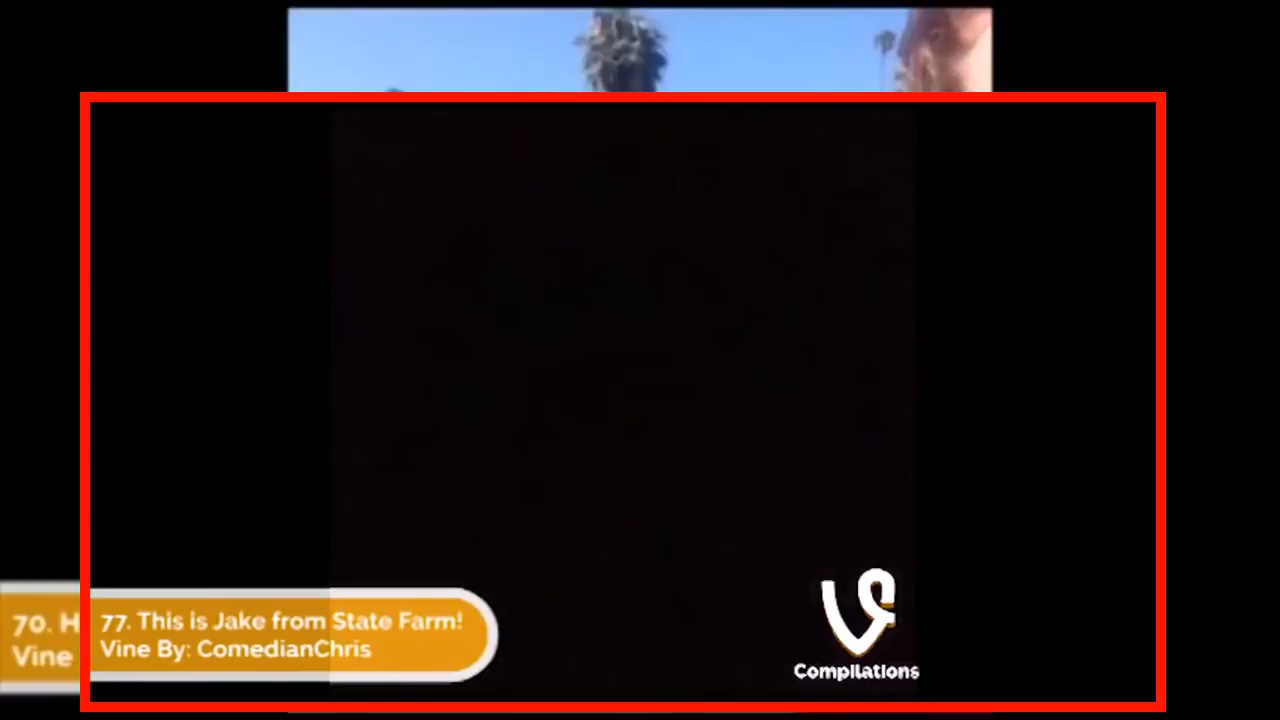 70. H
Vine
77. This is Jake from State Farm!
Vine By: ComedianChris
Compilations